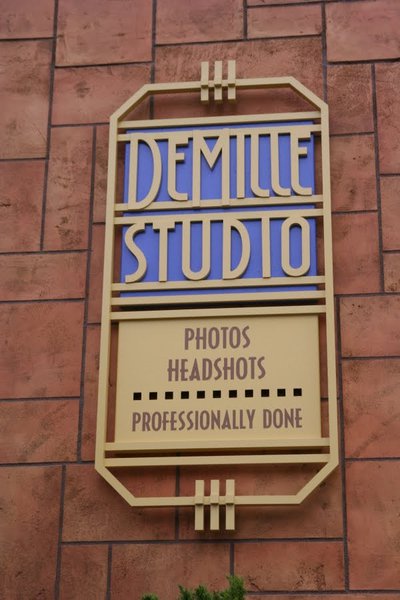 DEMILLE
STUDIO
PHOTOS
HEADSHOTS
PROFESSIONALLY DONE